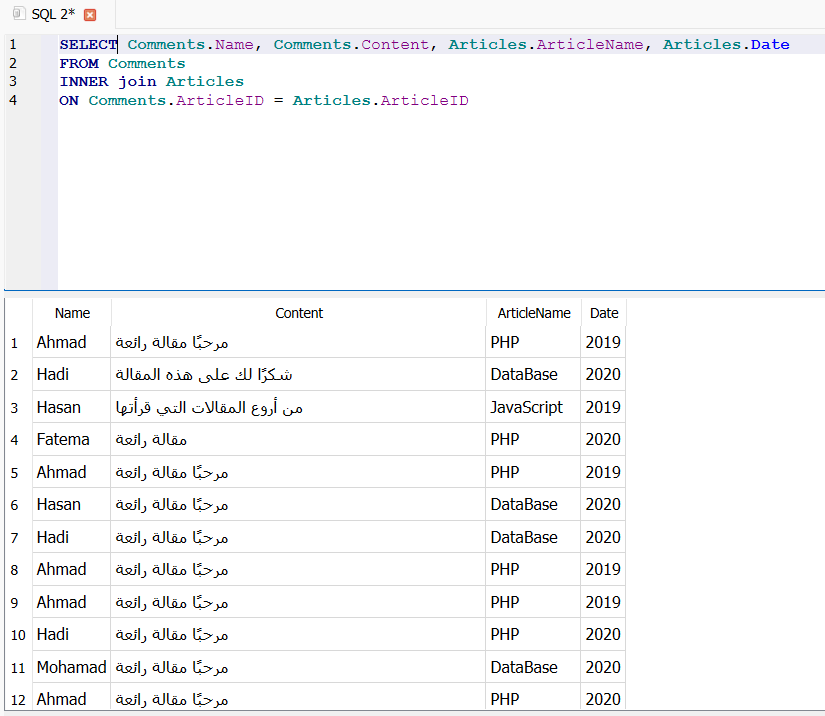 SQL 2*
1 SELECT Comments.Name, Comments.Content, Articles.ArticleName, Articles.Date
2 FROM Comments
3 INNER join Articles
4 ON Comments.ArticleID = Articles.ArticleID
Name Content ArticleName Date
1 Ahmad مرحبًا مقالة رائعة PHP 2019
2 Hadi شكرًا لك على هذه المقالة DataBase 2020
3 Hasan من أروع المقالات التي قرأتها JavaScript 2019
4 Fatema مقالة رائعة PHP 2020
5 Ahmad مرحبًا مقالة رائعة PHP 2019
6 Hasan مرحبًا مقالة رائعة DataBase 2020
7 Hadi مرحبًا مقالة رائعة DataBase 2020
8 Ahmad مرحبًا مقالة رائعة PHP 2019
9 Ahmad مرحبًا مقالة رائعة PHP 2019
10 Hadi مرحبًا مقالة رائعة PHP 2020
11 Mohamad مرحبًا مقالة رائعة DataBase 2020
12 Ahmad مرحبًا مقالة رائعة PHP 2020